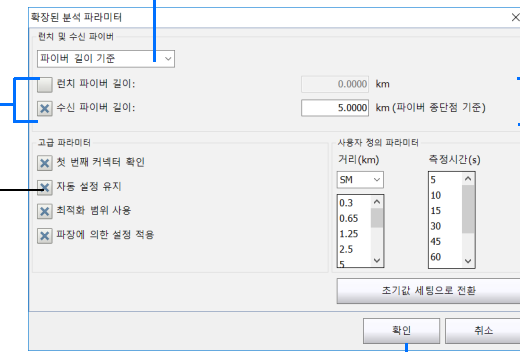 확장된 분석 파라미터
런치 및 수신 파이버
파이버 길이 기준
런치 파이버 길이: 0.0000 km
수신 파이버 길이: 5.0000 km (파이버 종단점 기준)
고급 파라미터
첫 번째 커넥터 확인
자동 설정 유지
최적화 범위 사용
파장에 의한 설정 적용
사용자 정의 파라미터
거리(km) 측정시간(s)
SM
0.3
0.65
1.25
2.5
5
5
10
15
30
45
60
초기값 세팅으로 전환
확인 취소